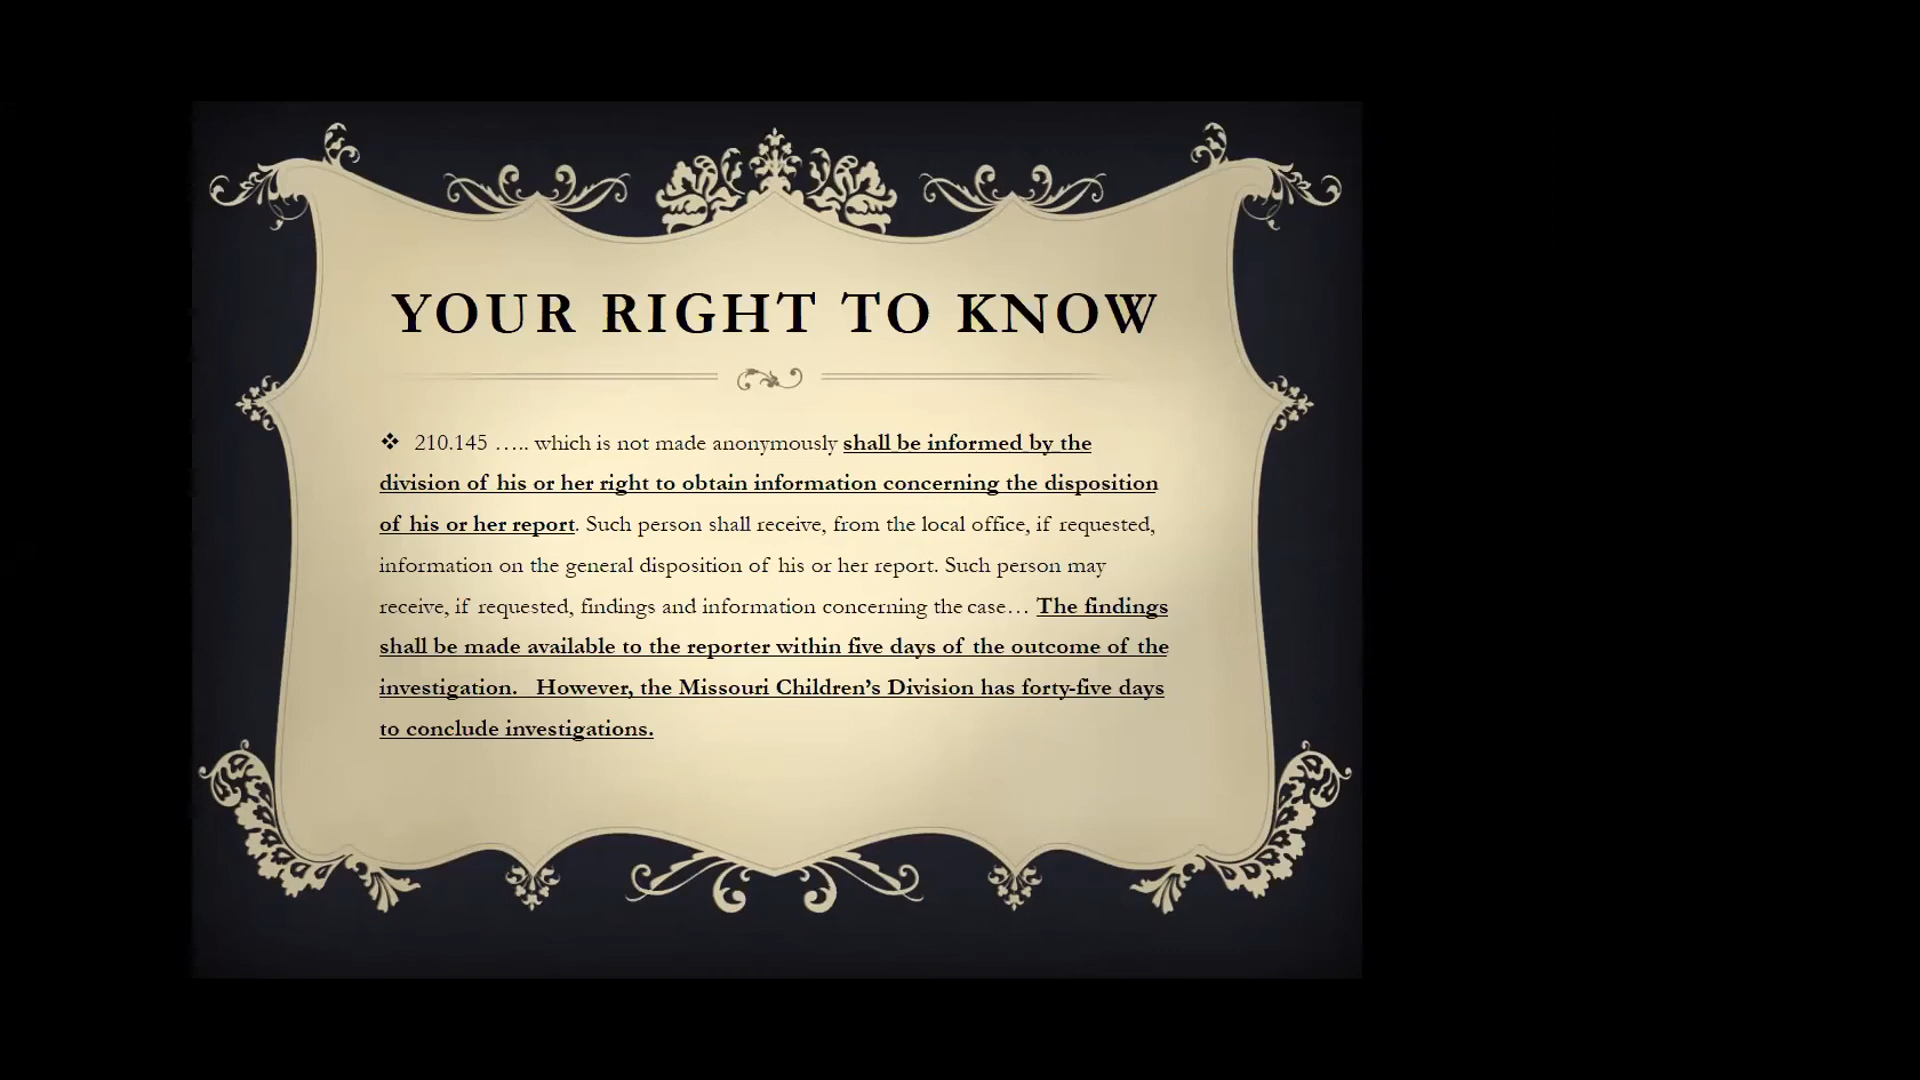 YOUR RIGHT TO KNOW
❖ 210.145 ….. which is not made anonymously shall be informed by the
division of his or her right to obtain information concerning the disposition
of his or her report. Such person shall receive, from the local office, if requested,
information on the general disposition of his or her report. Such person may
receive, if requested, findings and information concerning the case… The findings
shall be made available to the reporter within five days of the outcome of the
investigation. However, the Missouri Children’s Division has forty-five days
to conclude investigations.